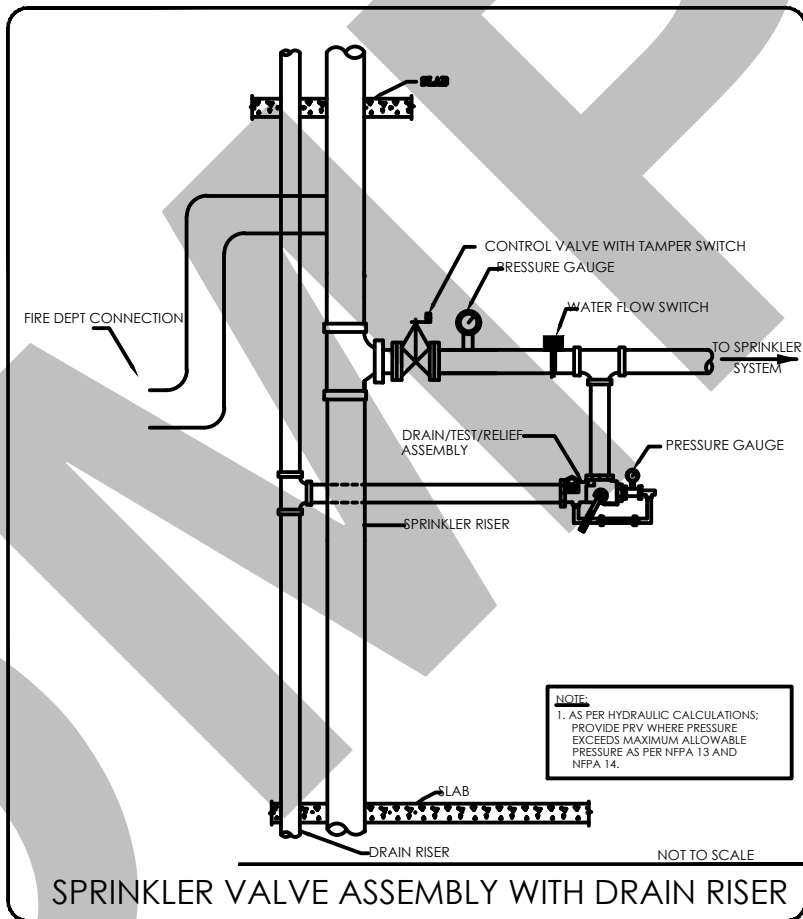 SLAB
CONTROL VALVE WITH TAMPER SWITCH
PRESSURE GAUGE
FIRE DEPT CONNECTION
WATER FLOW SWITCH
TO SPRINKLER
SYSTEM
DRAIN/TEST/RELIEF
ASSEMBLY
PRESSURE GAUGE
SPRINKLER RISER
NOTE:
1. AS PER HYDRAULIC CALCULATIONS;
PROVIDE PRV WHERE PRESSURE
EXCEEDS MAXIMUM ALLOWABLE
PRESSURE AS PER NFPA 13 AND
NFPA 14.
SLAB
DRAIN RISER
NOT TO SCALE
SPRINKLER VALVE ASSEMBLY WITH DRAIN RISER